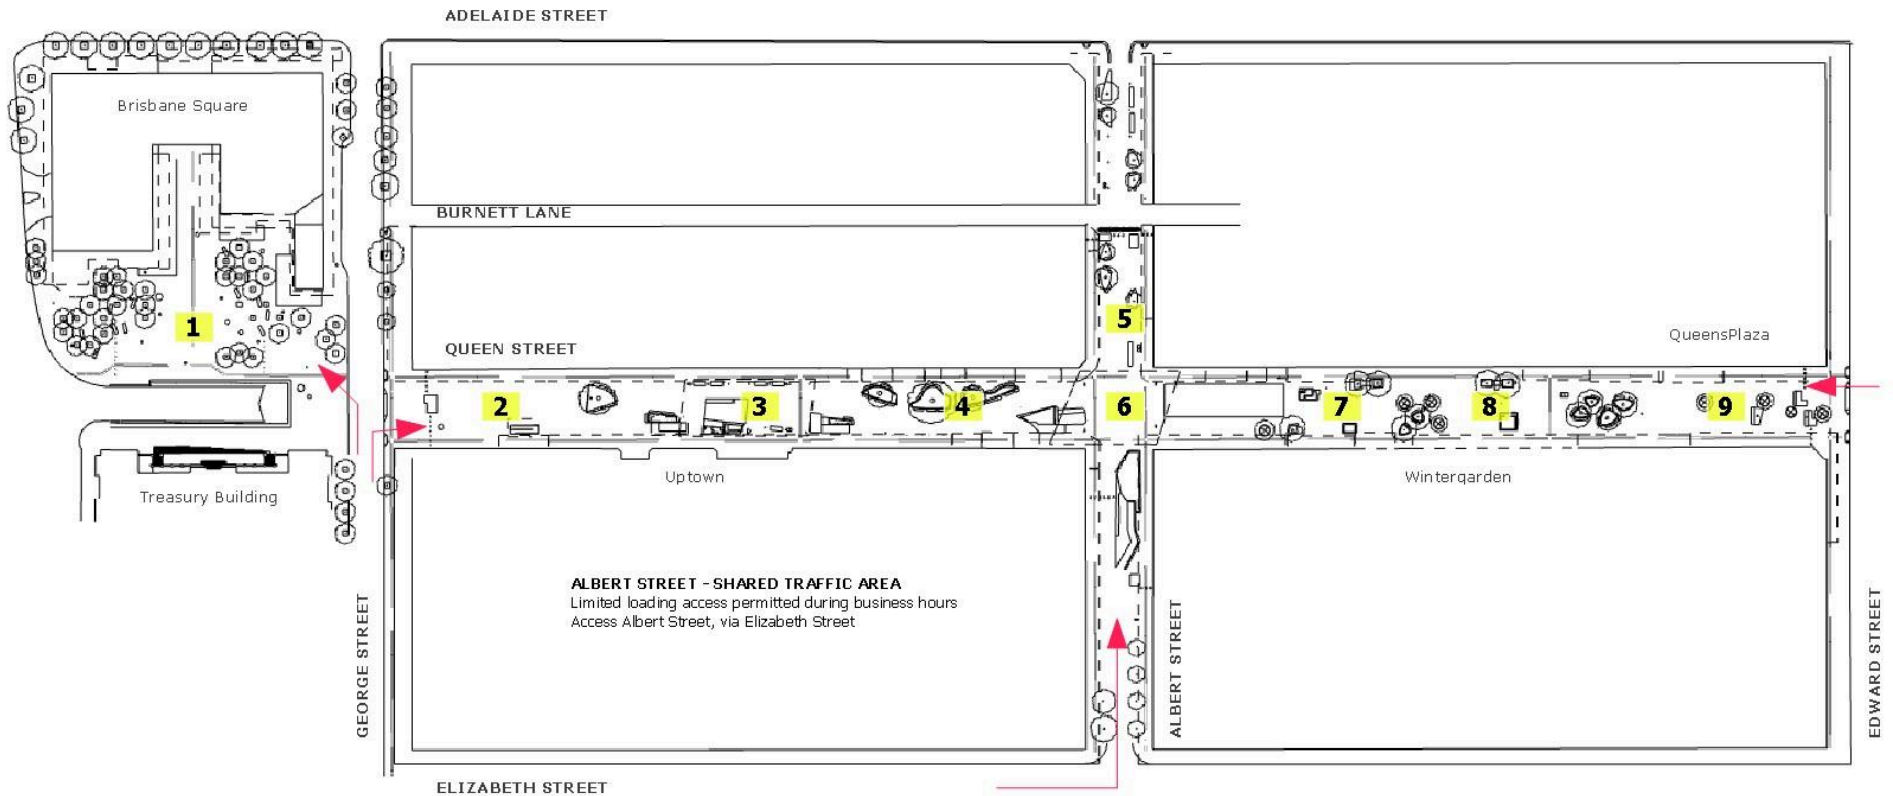 ADELAIDE STREET
Brisbane Square
BURNETT LANE
1
5
QUEEN STREET
QueensPlaza
2
3
4
6
7
8
9
Treasury Building
Uptown
Wintergarden
ALBERT STREET - SHARED TRAFFIC AREA
Limited loading access permitted during business hours
Access Albert Street, via Elizabeth Street
GEORGE STREET
ALBERT STREET
EDWARD STREET
ELIZABETH STREET